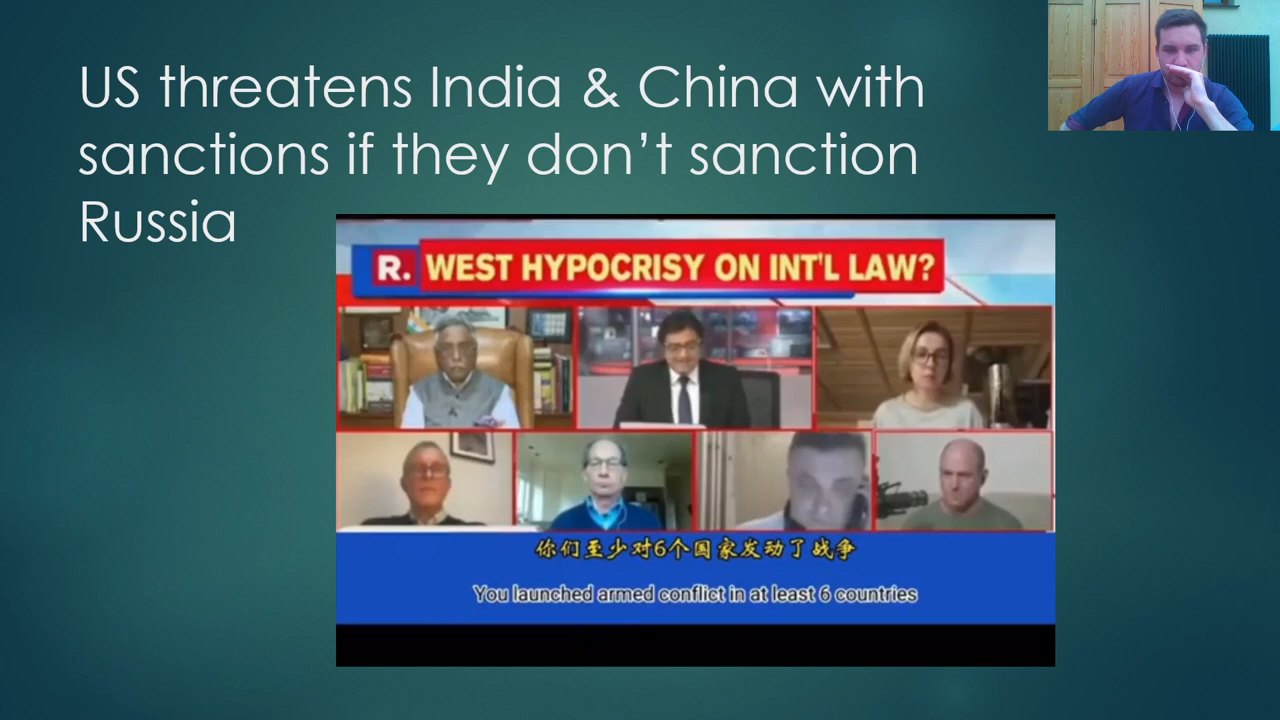 US threatens India & China with
sanctions if they don’t sanction
Russia
R. WEST HYPOCRISY ON INT'L LAW?
你们至少对6个国家发动了战争
You launched armed conflict in at least 6 countries